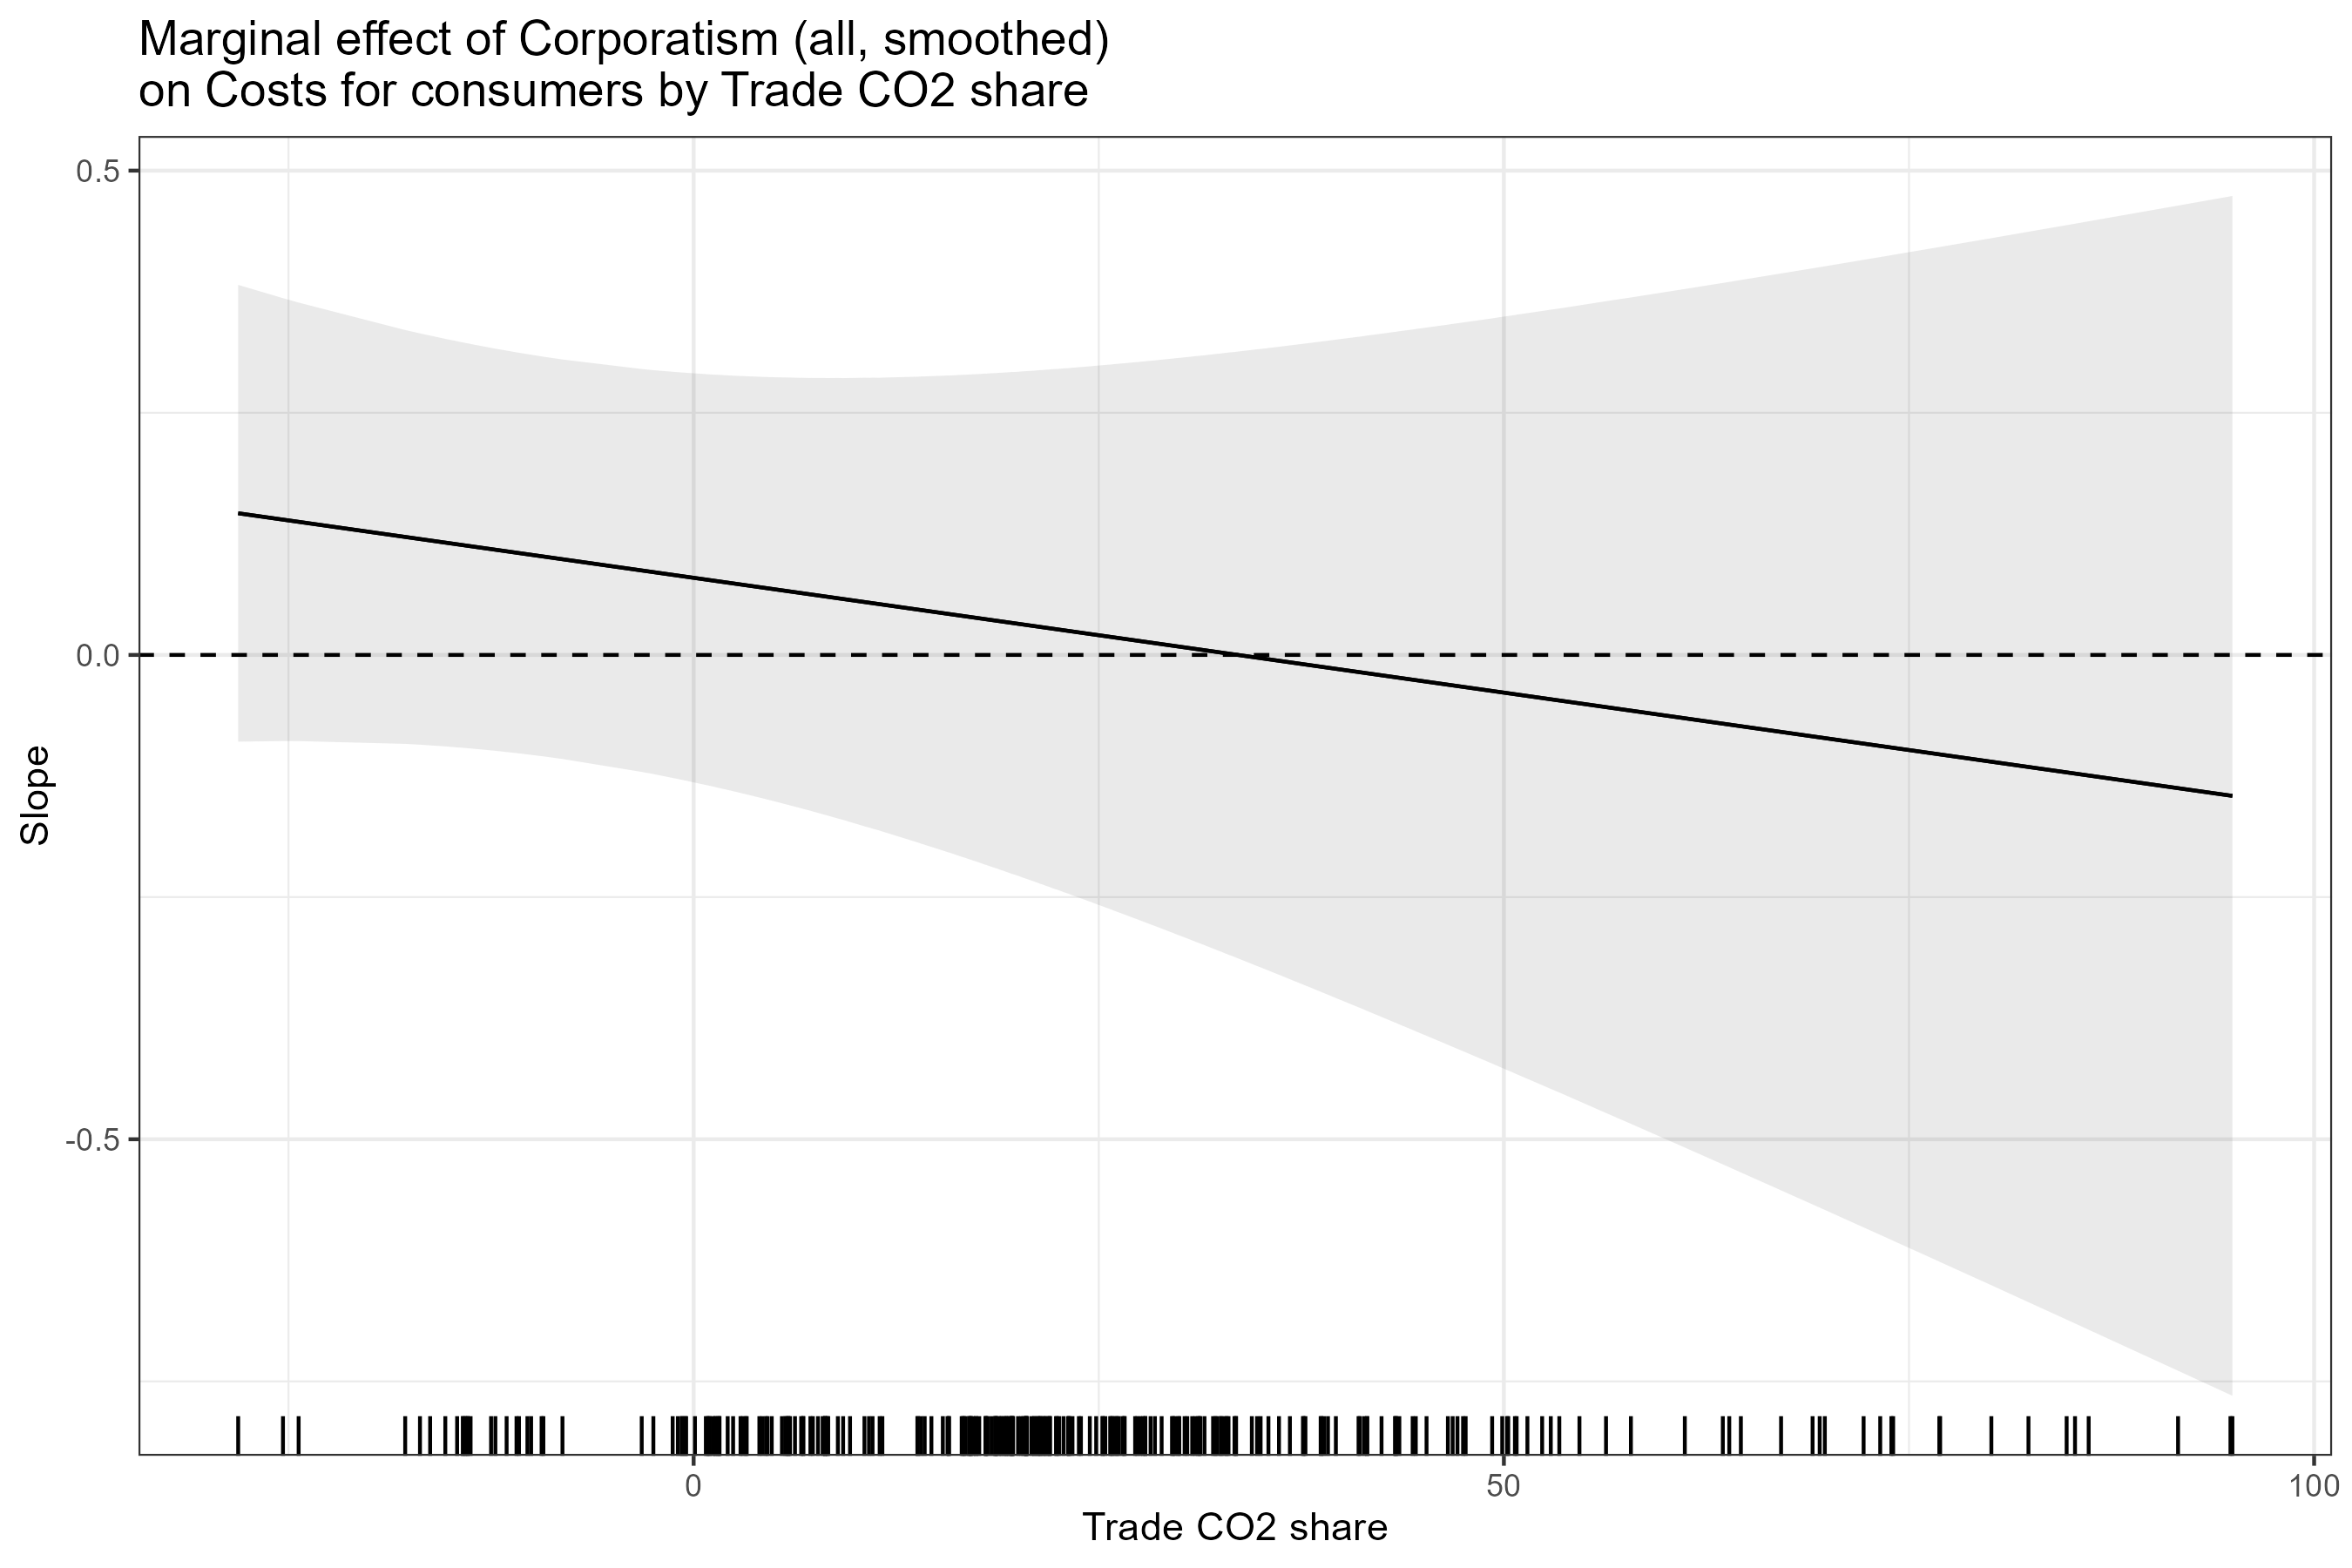 Marginal effect of Corporatism (all, smoothed)
on Costs for consumers by Trade CO2 share
0.5
0.0
-0.5
Slope
0
50
100
Trade CO2 share